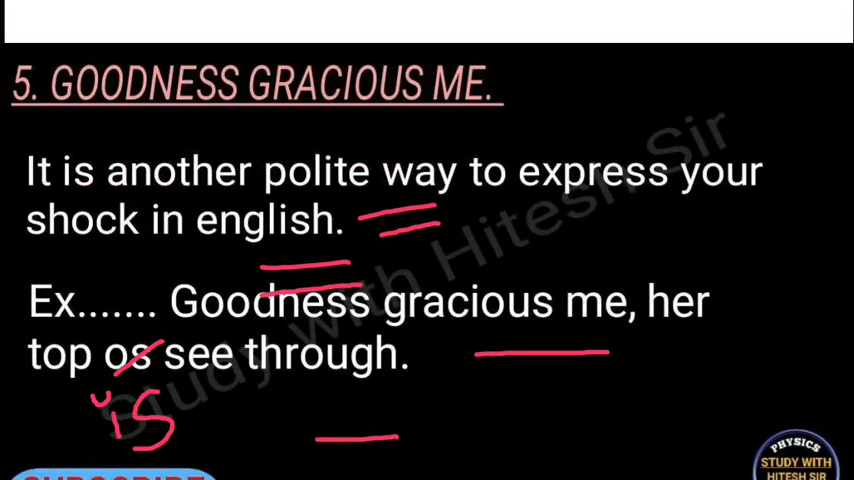 5. GOODNESS GRACIOUS ME.
It is another polite way to express your
shock in english.
Ex....... Goodness gracious me, her
top os see through.
is
Study with Hitesh Sir
PHYSICS
STUDY WITH
HITESH SIR
SUBSCRIBE